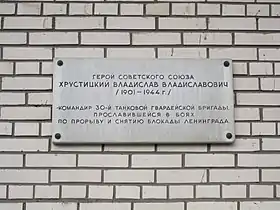 ГЕРОЙ СОВЕТСКОГО СОЮЗА
ХРУСТИЦКИЙ ВЛАДИСЛАВ ВЛАДИСЛАВОВИЧ
/1901-1944 г./
КОМАНДИР 30-й ТАНКОВОЙ ГВАРДЕЙСКОЙ БРИГАДЫ,
ПРОСЛАВИВШЕЙСЯ В БОЯХ
ПО ПРОРЫВУ И СНЯТИЮ БЛОКАДЫ ЛЕНИНГРАДА